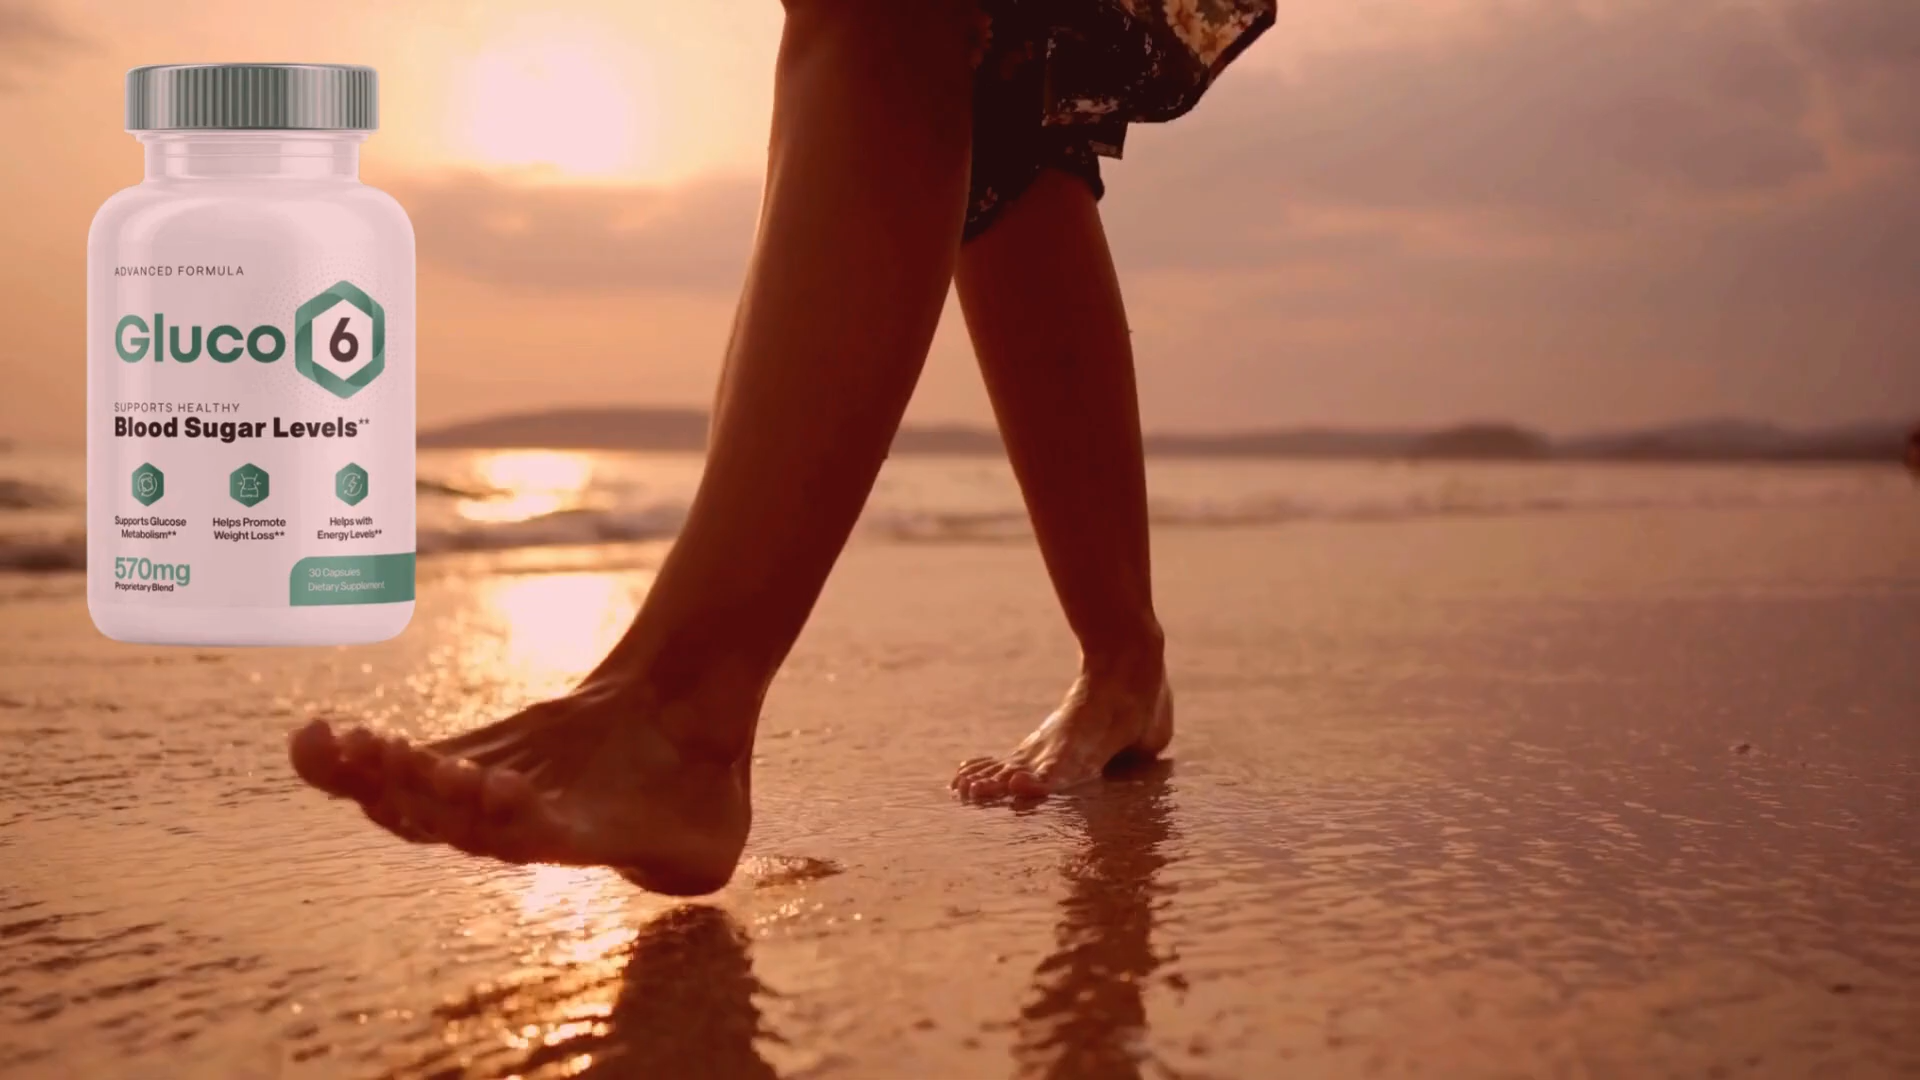 ADVANCED FORMULA
Gluco 6
SUPPORTS HEALTHY
Blood Sugar Levels**
Supports Glucose Metabolism**
Helps Promote Weight Loss**
Helps with Energy Levels**
570mg
Proprietary Blend
30 Capsules
Dietary Supplement